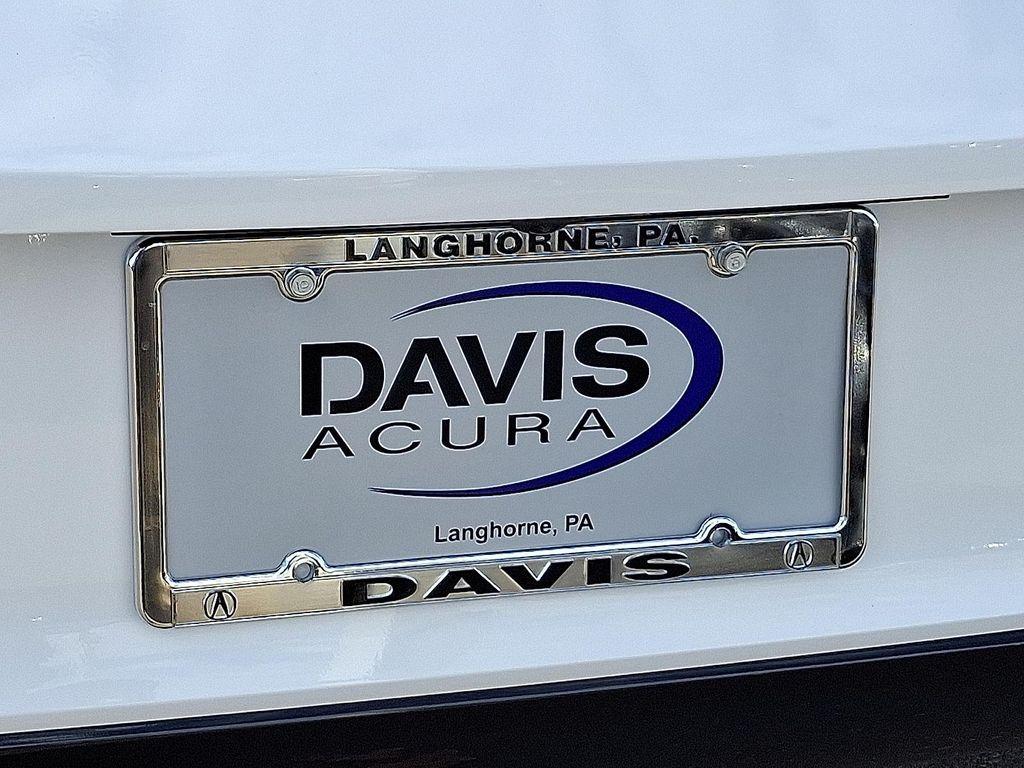 LANGHORNE, PA.
DAVIS
ACURA
Langhorne, PA
DAVIS